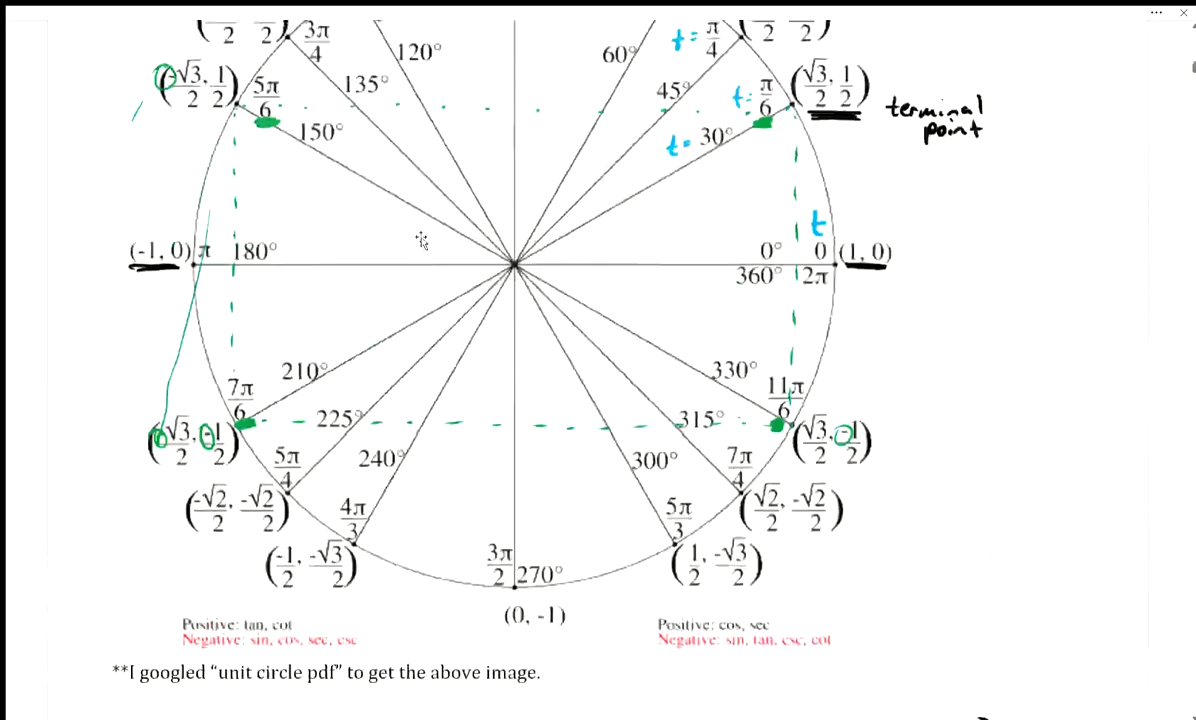 3π/4
120°
60°
t = π/4
(-√3/2, 1/2)
5π/6
135°
45°
t = π/6
(√3/2, 1/2)
terminal
point
150°
t = 30°
t
(-1, 0)
π
180°
0°
0
(1, 0)
360°
2π
210°
330°
7π/6
11π/6
225°
315°
(-√3/2, -1/2)
(√3/2, -1/2)
5π/4
240°
300°
7π/4
(-√2/2, -√2/2)
(√2/2, -√2/2)
4π/3
5π/3
(-1/2, -√3/2)
3π/2
270°
(1/2, -√3/2)
(0, -1)
Positive: tan, cot
Negative: sin, cos, sec, csc
Positive: cos, sec
Negative: sin, tan, csc, cot
**I googled “unit circle pdf” to get the above image.